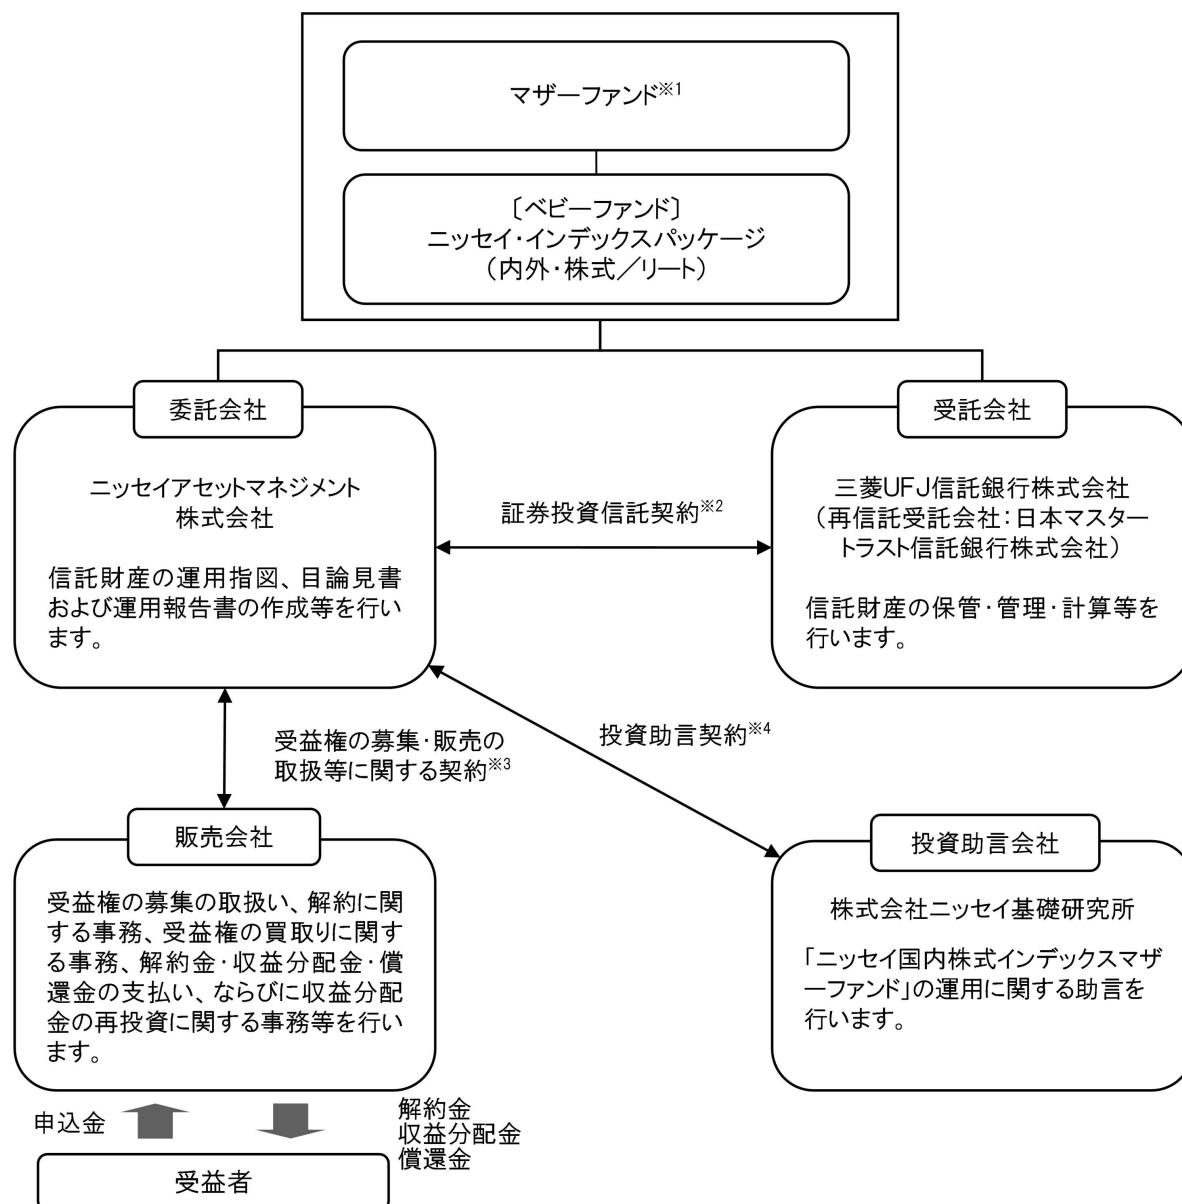 マザーファンド※1
〔ベビーファンド〕
ニッセイ・インデックスパッケージ
（内外・株式／リート）
委託会社
ニッセイアセットマネジメント
株式会社
信託財産の運用指図、目論見書
および運用報告書の作成等を行い
ます。
証券投資信託契約※2
受託会社
三菱UFJ信託銀行株式会社
（再信託受託会社：日本マスター
トラスト信託銀行株式会社）
信託財産の保管・管理・計算等を
行います。
受益権の募集・販売の
取扱等に関する契約※3
投資助言契約※4
販売会社
受益権の募集の取扱い、解約に関
する事務、受益権の買取りに関す
る事務、解約金・収益分配金・償
還金の支払い、ならびに収益分配
金の再投資に関する事務等を行い
ます。
投資助言会社
株式会社ニッセイ基礎研究所
「ニッセイ国内株式インデックスマザ
ーファンド」の運用に関する助言を
行います。
申込金
解約金
収益分配金
償還金
受益者